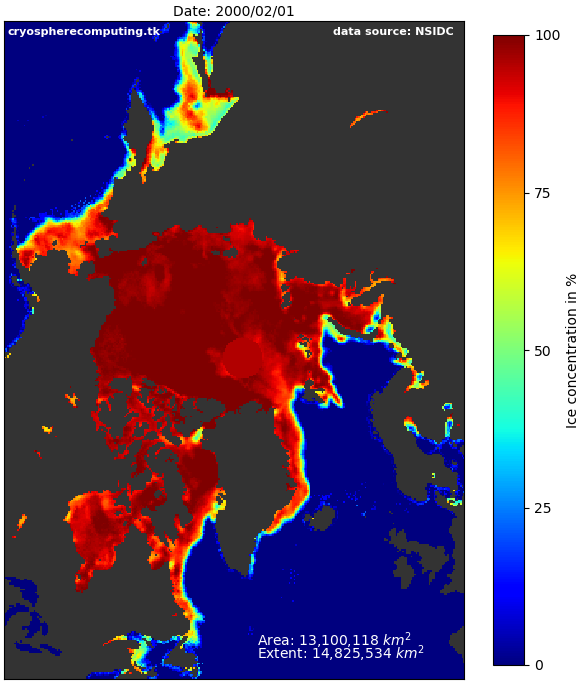 Date: 2000/02/01
cryospherecomputing.tk
data source: NSIDC
100
75
50
25
0
Ice concentration in %
Area: 13,100,118 km²
Extent: 14,825,534 km²